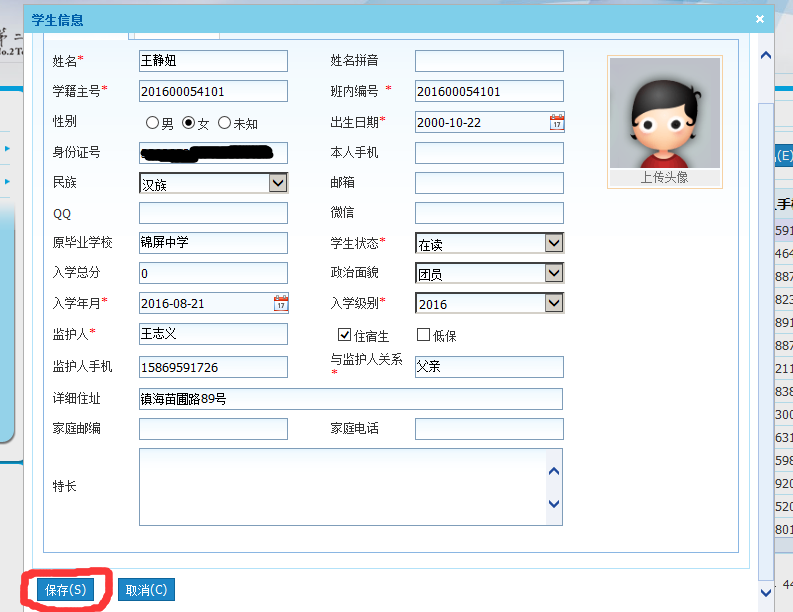 学生信息 ×
第二
No.2 Te
姓名* 王静妞 姓名拼音
学籍主号* 201600054101 班内编号 * 201600054101
性别 男 女 未知 出生日期* 2000-10-22 17
身份证号 本人手机
民族 汉族 邮箱
上传头像
QQ 微信
原毕业学校 锦屏中学 学生状态* 在读
入学总分 0 政治面貌 团员
入学年月* 2016-08-21 17 入学级别* 2016
监护人* 王志义 住宿生 低保
监护人手机 15869591726 与监护人关系* 父亲
详细住址 镇海苗圃路89号
家庭邮编 家庭电话
特长
保存(S) 取消(C)
(E)
手
591
464
887
823
891
887
211
838
300
631
598
920
520
801
44